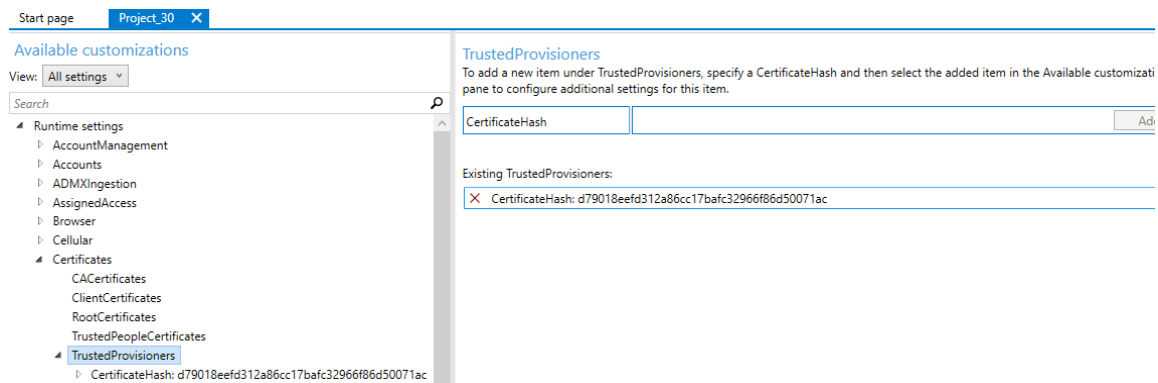 Start page
Project_30 X
Available customizations
View: All settings
Search
Runtime settings
AccountManagement
Accounts
ADMXIngestion
AssignedAccess
Browser
Cellular
Certificates
CACertificates
ClientCertificates
RootCertificates
TrustedPeopleCertificates
TrustedProvisioners
CertificateHash: d79018eefd312a86cc17bafc32966f86d50071ac
TrustedProvisioners
To add a new item under TrustedProvisioners, specify a CertificateHash and then select the added item in the Available customizati
pane to configure additional settings for this item.
CertificateHash
Ad
Existing TrustedProvisioners:
CertificateHash: d79018eefd312a86cc17bafc32966f86d50071ac